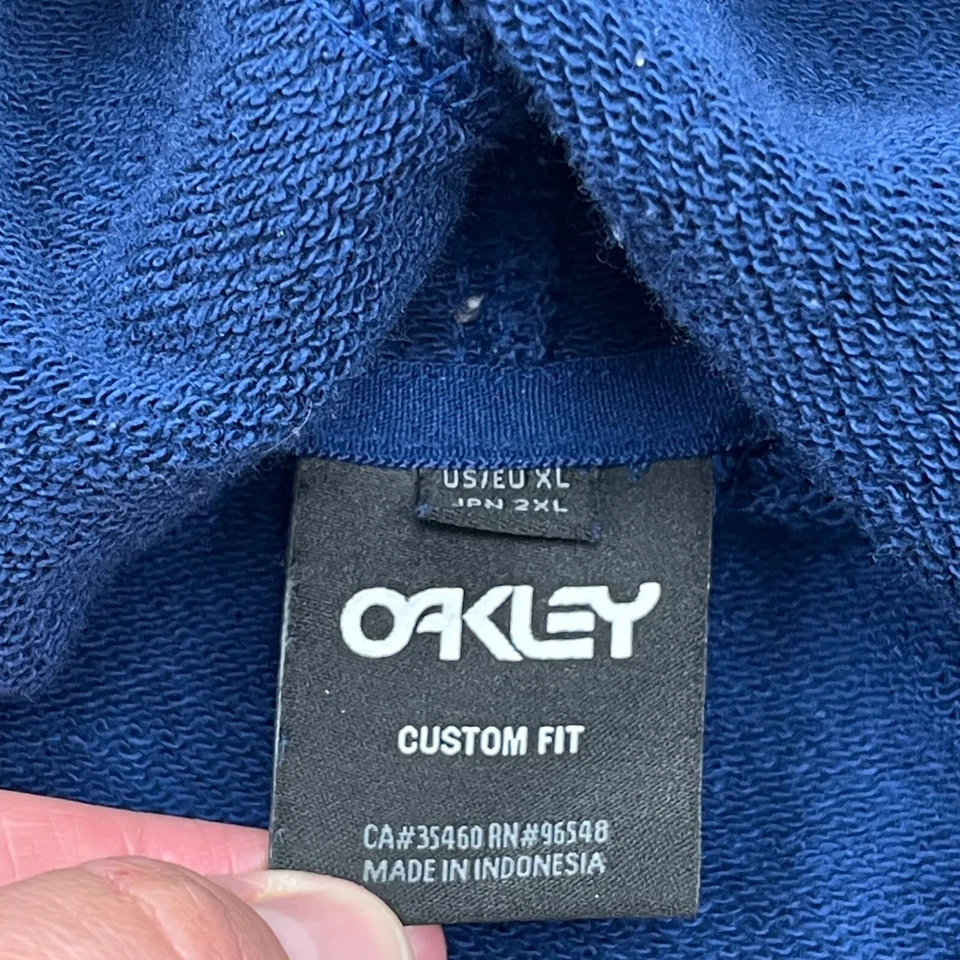 US/EU XL
JPN 2XL
OAKLEY
CUSTOM FIT
CA#35460 RN#96548
MADE IN INDONESIA